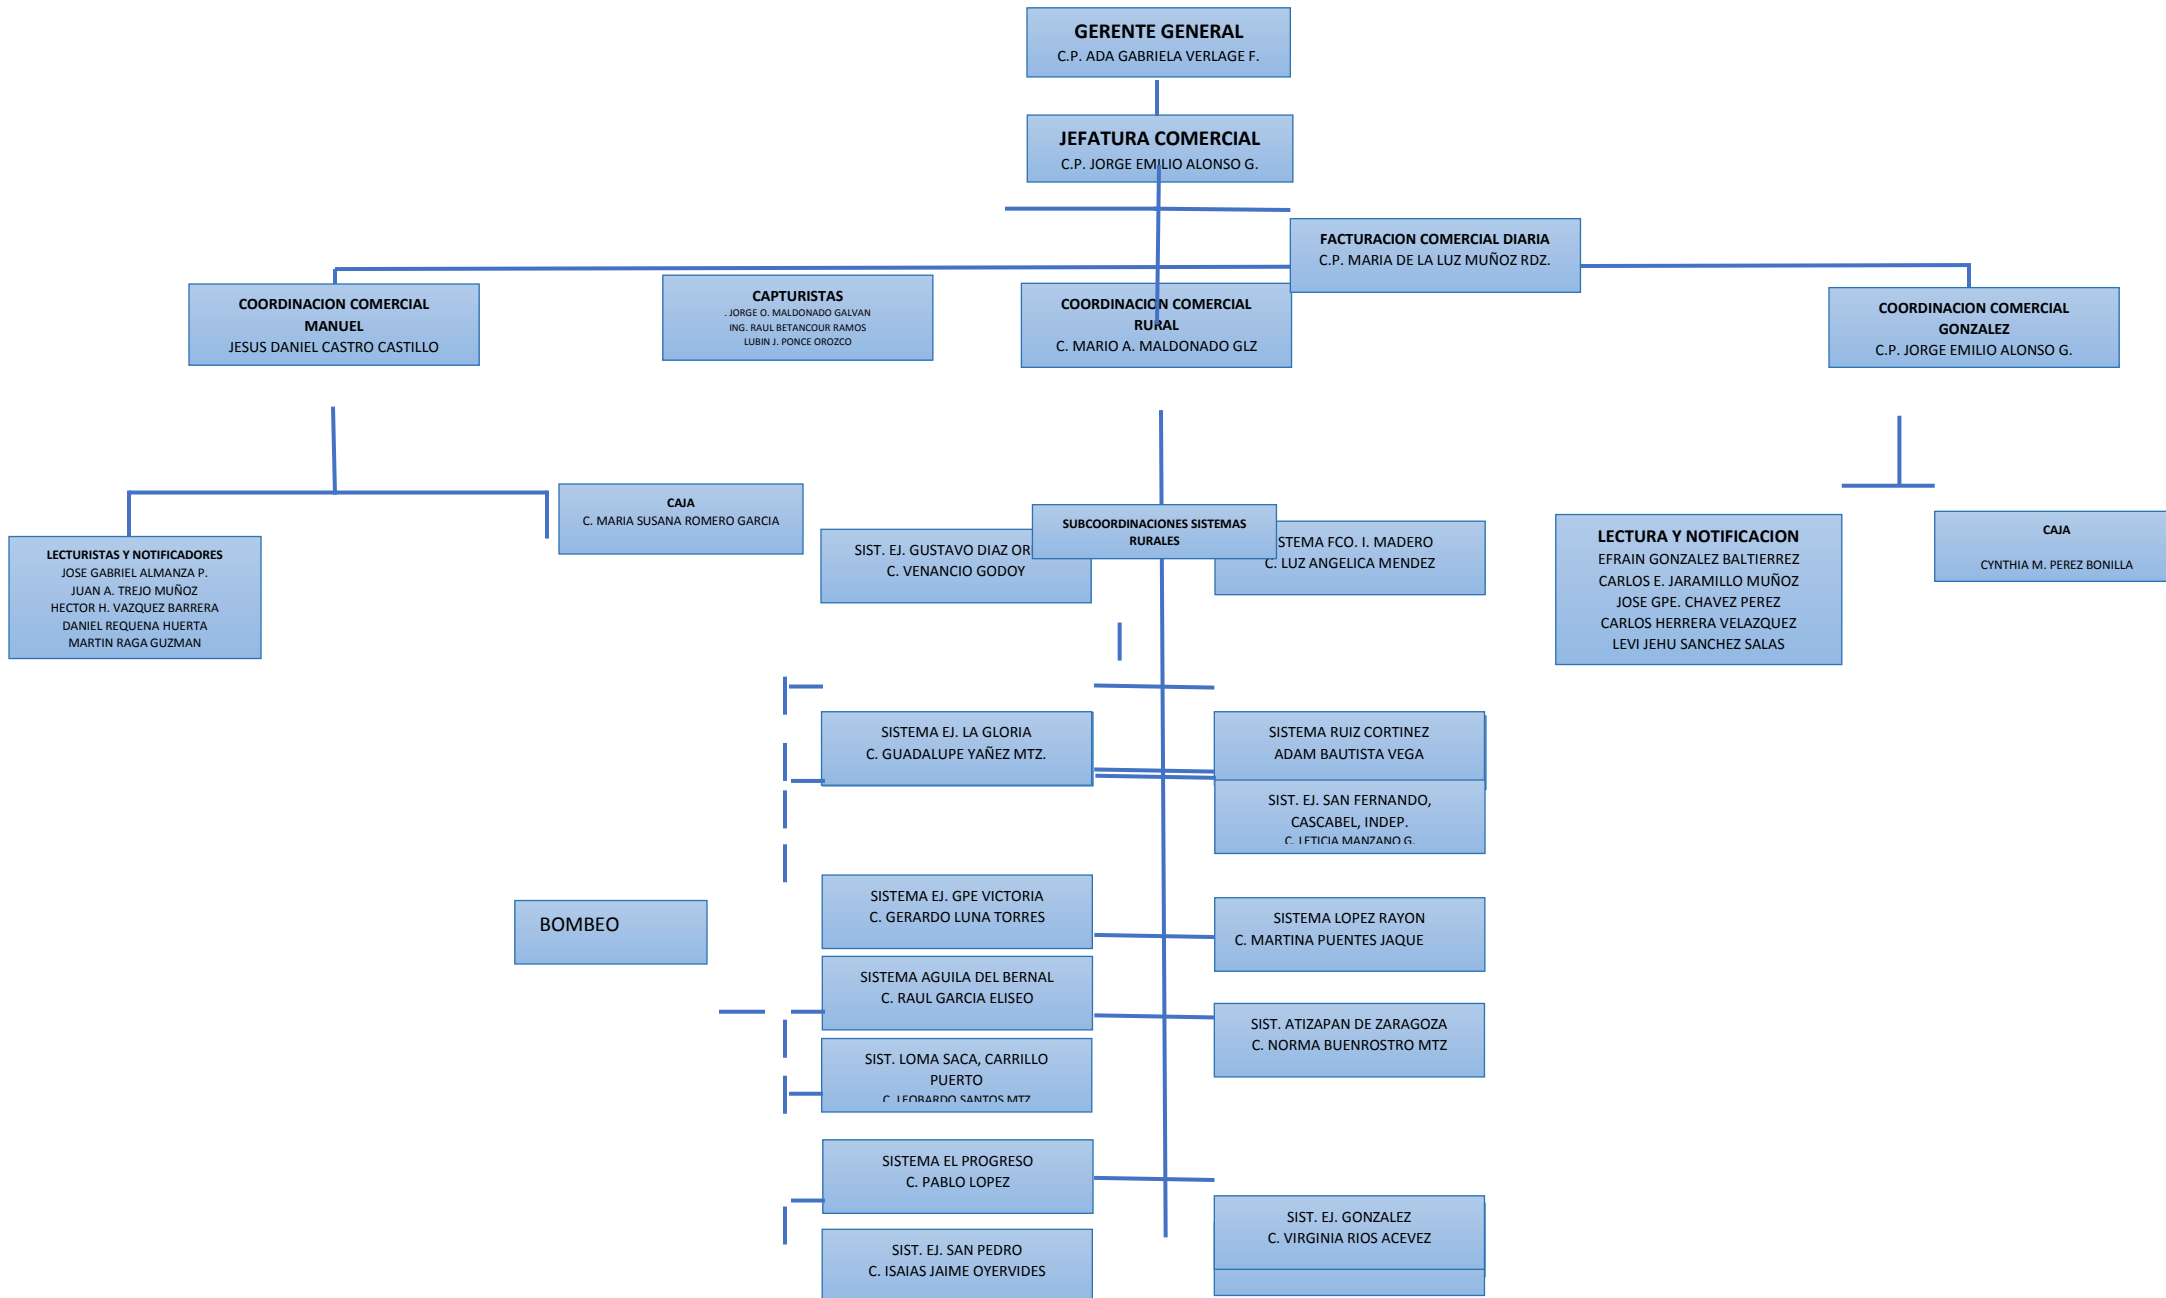 GERENTE GENERAL
C.P. ADA GABRIELA VERLAGE F.
JEFATURA COMERCIAL
C.P. JORGE EMILIO ALONSO G.
FACTURACION COMERCIAL DIARIA
C.P. MARIA DE LA LUZ MUÑOZ RDZ.
COORDINACION COMERCIAL
MANUEL
JESUS DANIEL CASTRO CASTILLO
CAPTURISTAS
. JORGE O. MALDONADO GALVAN
ING. RAUL BETANCOUR RAMOS
LUBIN J. PONCE OROZCO
COORDINACION COMERCIAL
RURAL
C. MARIO A. MALDONADO GLZ
COORDINACION COMERCIAL
GONZALEZ
C.P. JORGE EMILIO ALONSO G.
LECTURISTAS Y NOTIFICADORES
JOSE GABRIEL ALMANZA P.
JUAN A. TREJO MUÑOZ
HECTOR H. VAZQUEZ BARRERA
DANIEL REQUENA HUERTA
MARTIN RAGA GUZMAN
CAJA
C. MARIA SUSANA ROMERO GARCIA
SUBCOORDINACIONES SISTEMAS
RURALES
SIST. EJ. GUSTAVO DIAZ OR
C. VENANCIO GODOY
STEMA FCO. I. MADERO
C. LUZ ANGELICA MENDEZ
LECTURA Y NOTIFICACION
EFRAIN GONZALEZ BALTIERREZ
CARLOS E. JARAMILLO MUÑOZ
JOSE GPE. CHAVEZ PEREZ
CARLOS HERRERA VELAZQUEZ
LEVI JEHU SANCHEZ SALAS
CAJA
CYNTHIA M. PEREZ BONILLA
SISTEMA EJ. LA GLORIA
C. GUADALUPE YAÑEZ MTZ.
SISTEMA RUIZ CORTINEZ
ADAM BAUTISTA VEGA
SIST. EJ. SAN FERNANDO,
CASCABEL, INDEP.
C. LETICIA MANZANO G.
SISTEMA EJ. GPE VICTORIA
C. GERARDO LUNA TORRES
SISTEMA LOPEZ RAYON
C. MARTINA PUENTES JAQUE
BOMBEO
SISTEMA AGUILA DEL BERNAL
C. RAUL GARCIA ELISEO
SIST. ATIZAPAN DE ZARAGOZA
C. NORMA BUENROSTRO MTZ
SIST. LOMA SACA, CARRILLO
PUERTO
C. LEOBARDO SANTOS MTZ
SISTEMA EL PROGRESO
C. PABLO LOPEZ
SIST. EJ. GONZALEZ
C. VIRGINIA RIOS ACEVEZ
SIST. EJ. SAN PEDRO
C. ISAIAS JAIME OYERVIDES